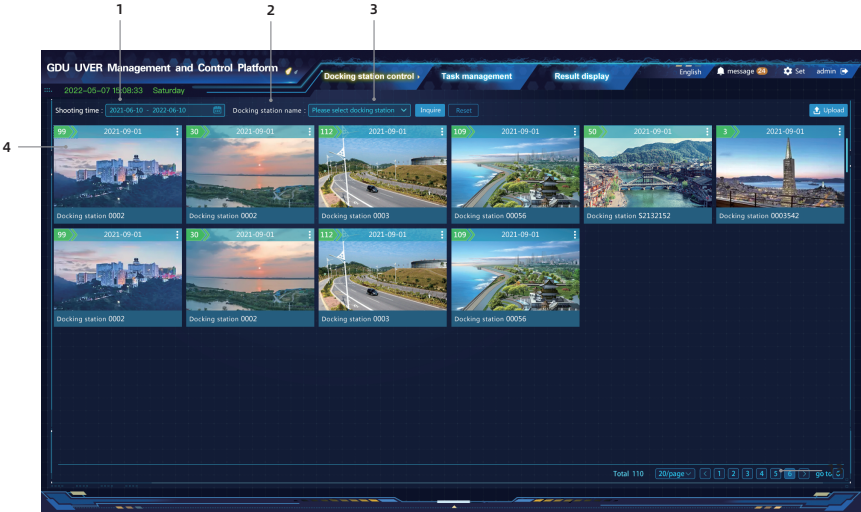 1 2 3
GDU UVER Management and Control Platform
Docking station control ›
Task management
Result display
English message 24 Set admin
2022-05-07 15:08:33 Saturday
Shooting time : 2021-06-10 - 2022-06-10 Docking station name : Please select docking station Inquire Reset Upload
4
99 2021-09-01 30 2021-09-01 112 2021-09-01 109 2021-09-01 50 2021-09-01 3 2021-09-01
Docking station 0002 Docking station 0002 Docking station 0003 Docking station 00056 Docking station S2132152 Docking station 0003542
99 2021-09-01 30 2021-09-01 112 2021-09-01 109 2021-09-01
Docking station 0002 Docking station 0002 Docking station 0003 Docking station 00056
Total 110 20/page < 1 2 3 4 5 6 > go to 6